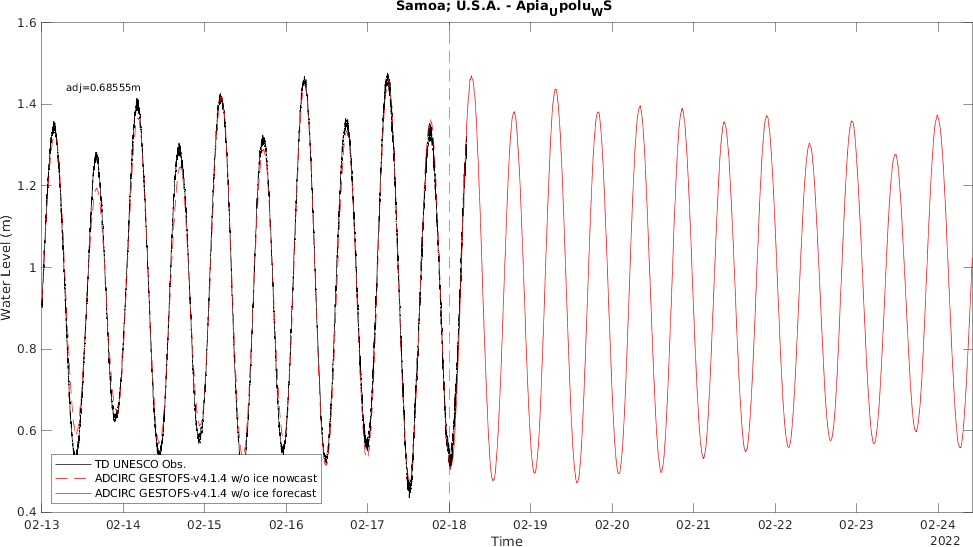 Samoa; U.S.A. - ApiaUpoluWS
1.6
adj=0.68555m
1.4
1.2
1
0.8
0.6
0.4
Water Level (m)
TD UNESCO Obs.
ADCIRC GESTOFS-v4.1.4 w/o ice nowcast
ADCIRC GESTOFS-v4.1.4 w/o ice forecast
02-13 02-14 02-15 02-16 02-17 02-18 02-19 02-20 02-21 02-22 02-23 02-24
Time 2022